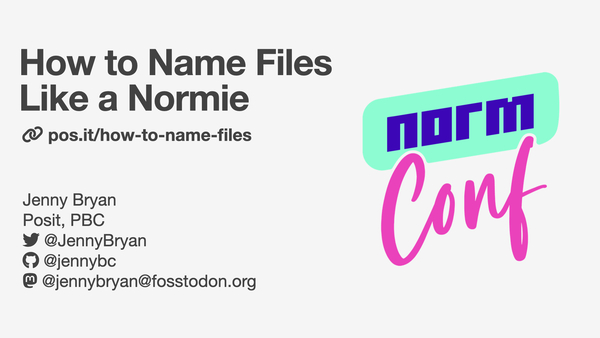 How to Name Files
Like a Normie
pos.it/how-to-name-files
Jenny Bryan
Posit, PBC
@JennyBryan
@jennybc
@jennybryan@fosstodon.org
norm
Conf